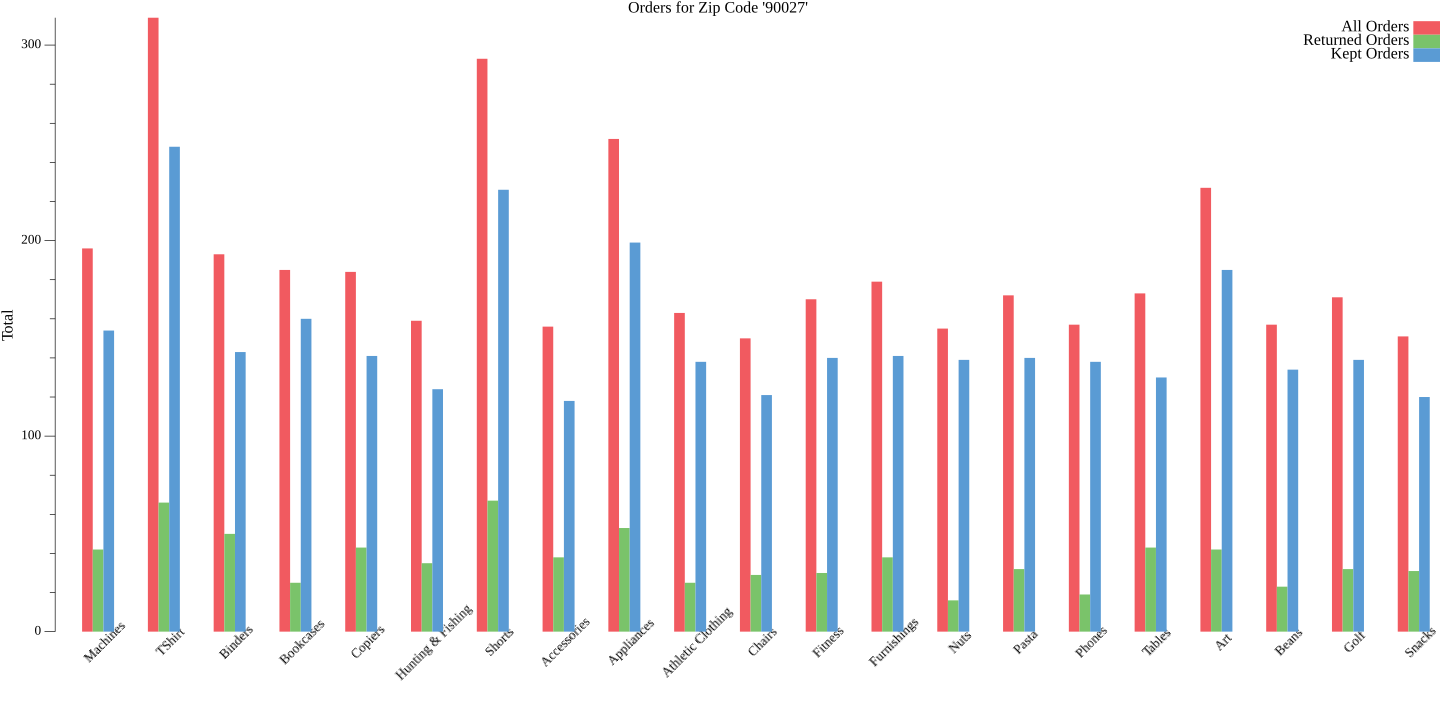 Orders for Zip Code '90027'
All Orders
Returned Orders
Kept Orders
Total
300
200
100
0
Machines
TShirt
Binders
Bookcases
Copiers
Hunting & Fishing
Shorts
Accessories
Appliances
Athletic Clothing
Chairs
Fitness
Furnishings
Nuts
Pasta
Phones
Tables
Art
Beans
Golf
Snacks